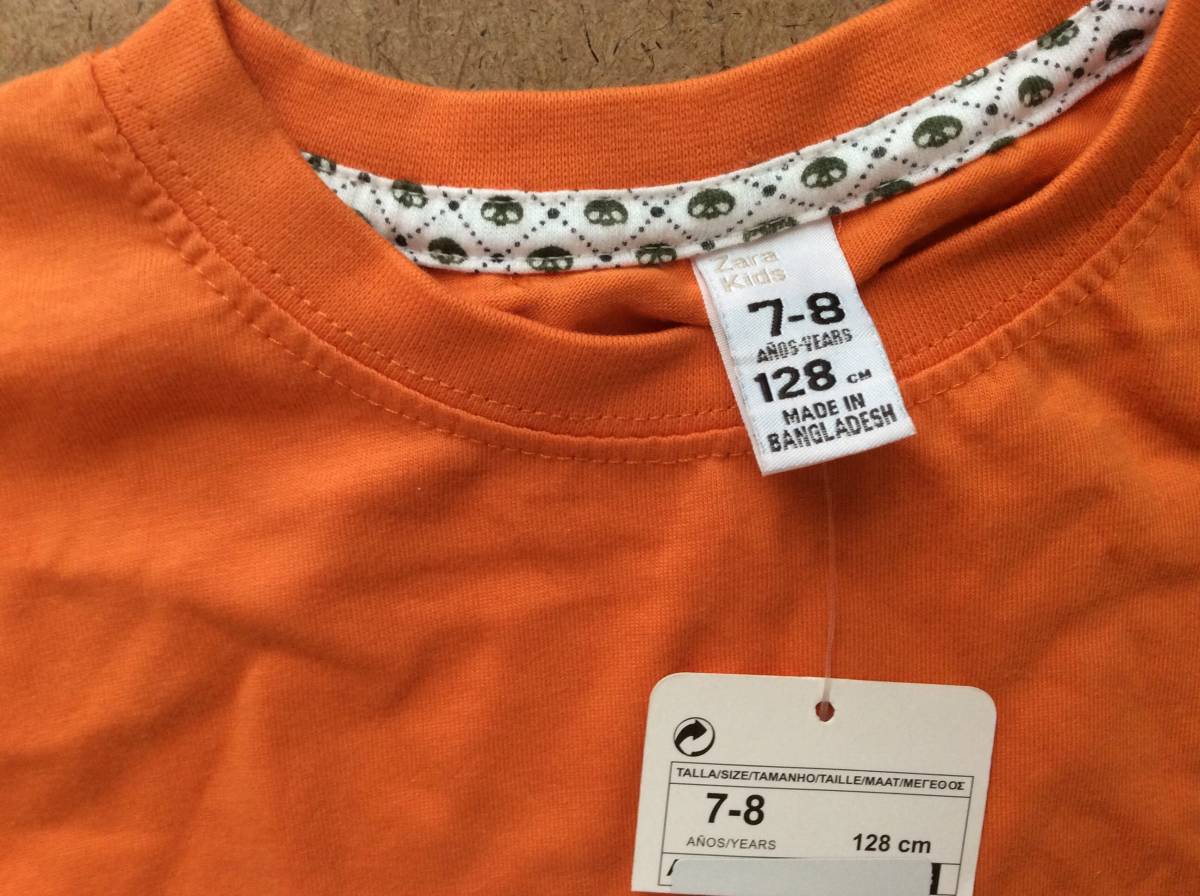 Zara
Kids
7-8
AÑOS-YEARS
128 CM
MADE IN
BANGLADESH
TALLA/SIZE/TAMANHO/TAILLE/MAAT/ΜΕΓΕΘΟΣ
7-8
AÑOS/YEARS
128 cm